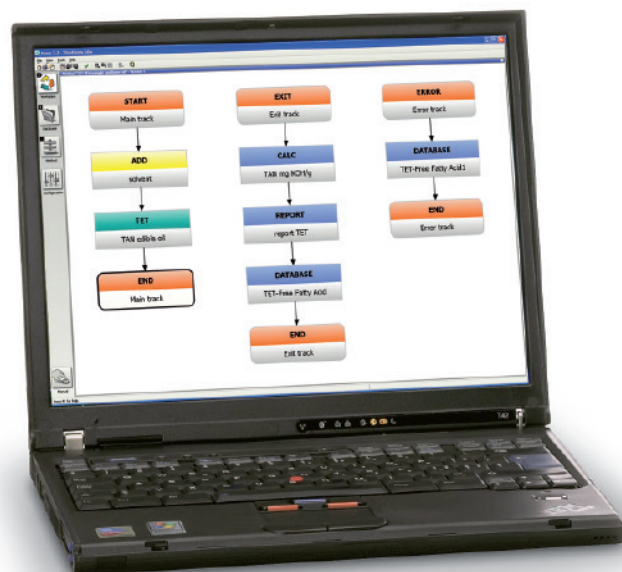 START
Main track
ADD
solvent
TET
TAN edible oil
END
Main track
EXIT
Exit track
CALC
TAN mg KOH/g
REPORT
report TET
DATABASE
TET-Free Fatty Acid
END
Exit track
ERROR
Error track
DATABASE
TET-Free Fatty Acid1
END
Error track
T42